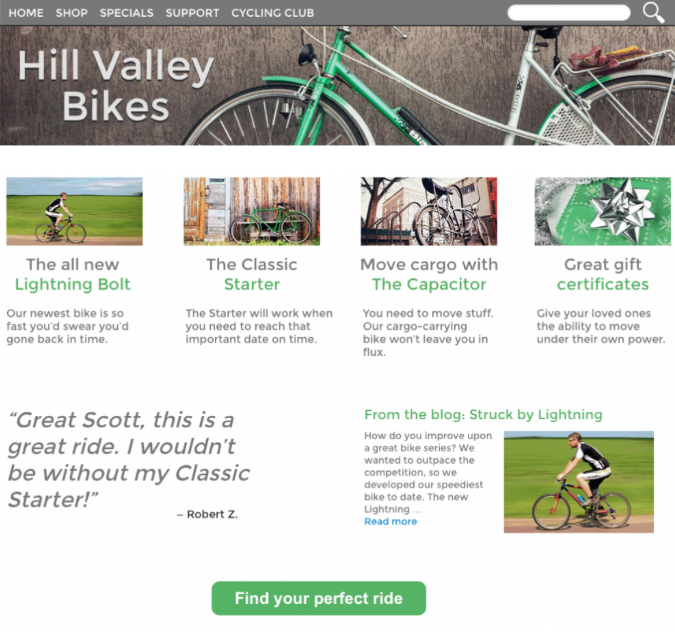 HOME SHOP SPECIALS SUPPORT CYCLING CLUB
Hill Valley
Bikes
The all new
Lightning Bolt
Our newest bike is so
fast you'd swear you'd
gone back in time.
The Classic
Starter
The Starter will work when
you need to reach that
important date on time.
Move cargo with
The Capacitor
You need to move stuff.
Our cargo-carrying
bike won't leave you in
flux.
Great gift
certificates
Give your loved ones
the ability to move
under their own power.
“Great Scott, this is a
great ride. I wouldn't
be without my Classic
Starter!”
– Robert Z.
From the blog: Struck by Lightning
How do you improve upon
a great bike series? We
wanted to outpace the
competition, so we
developed our speediest
bike to date. The new
Lightning ...
Read more
Find your perfect ride